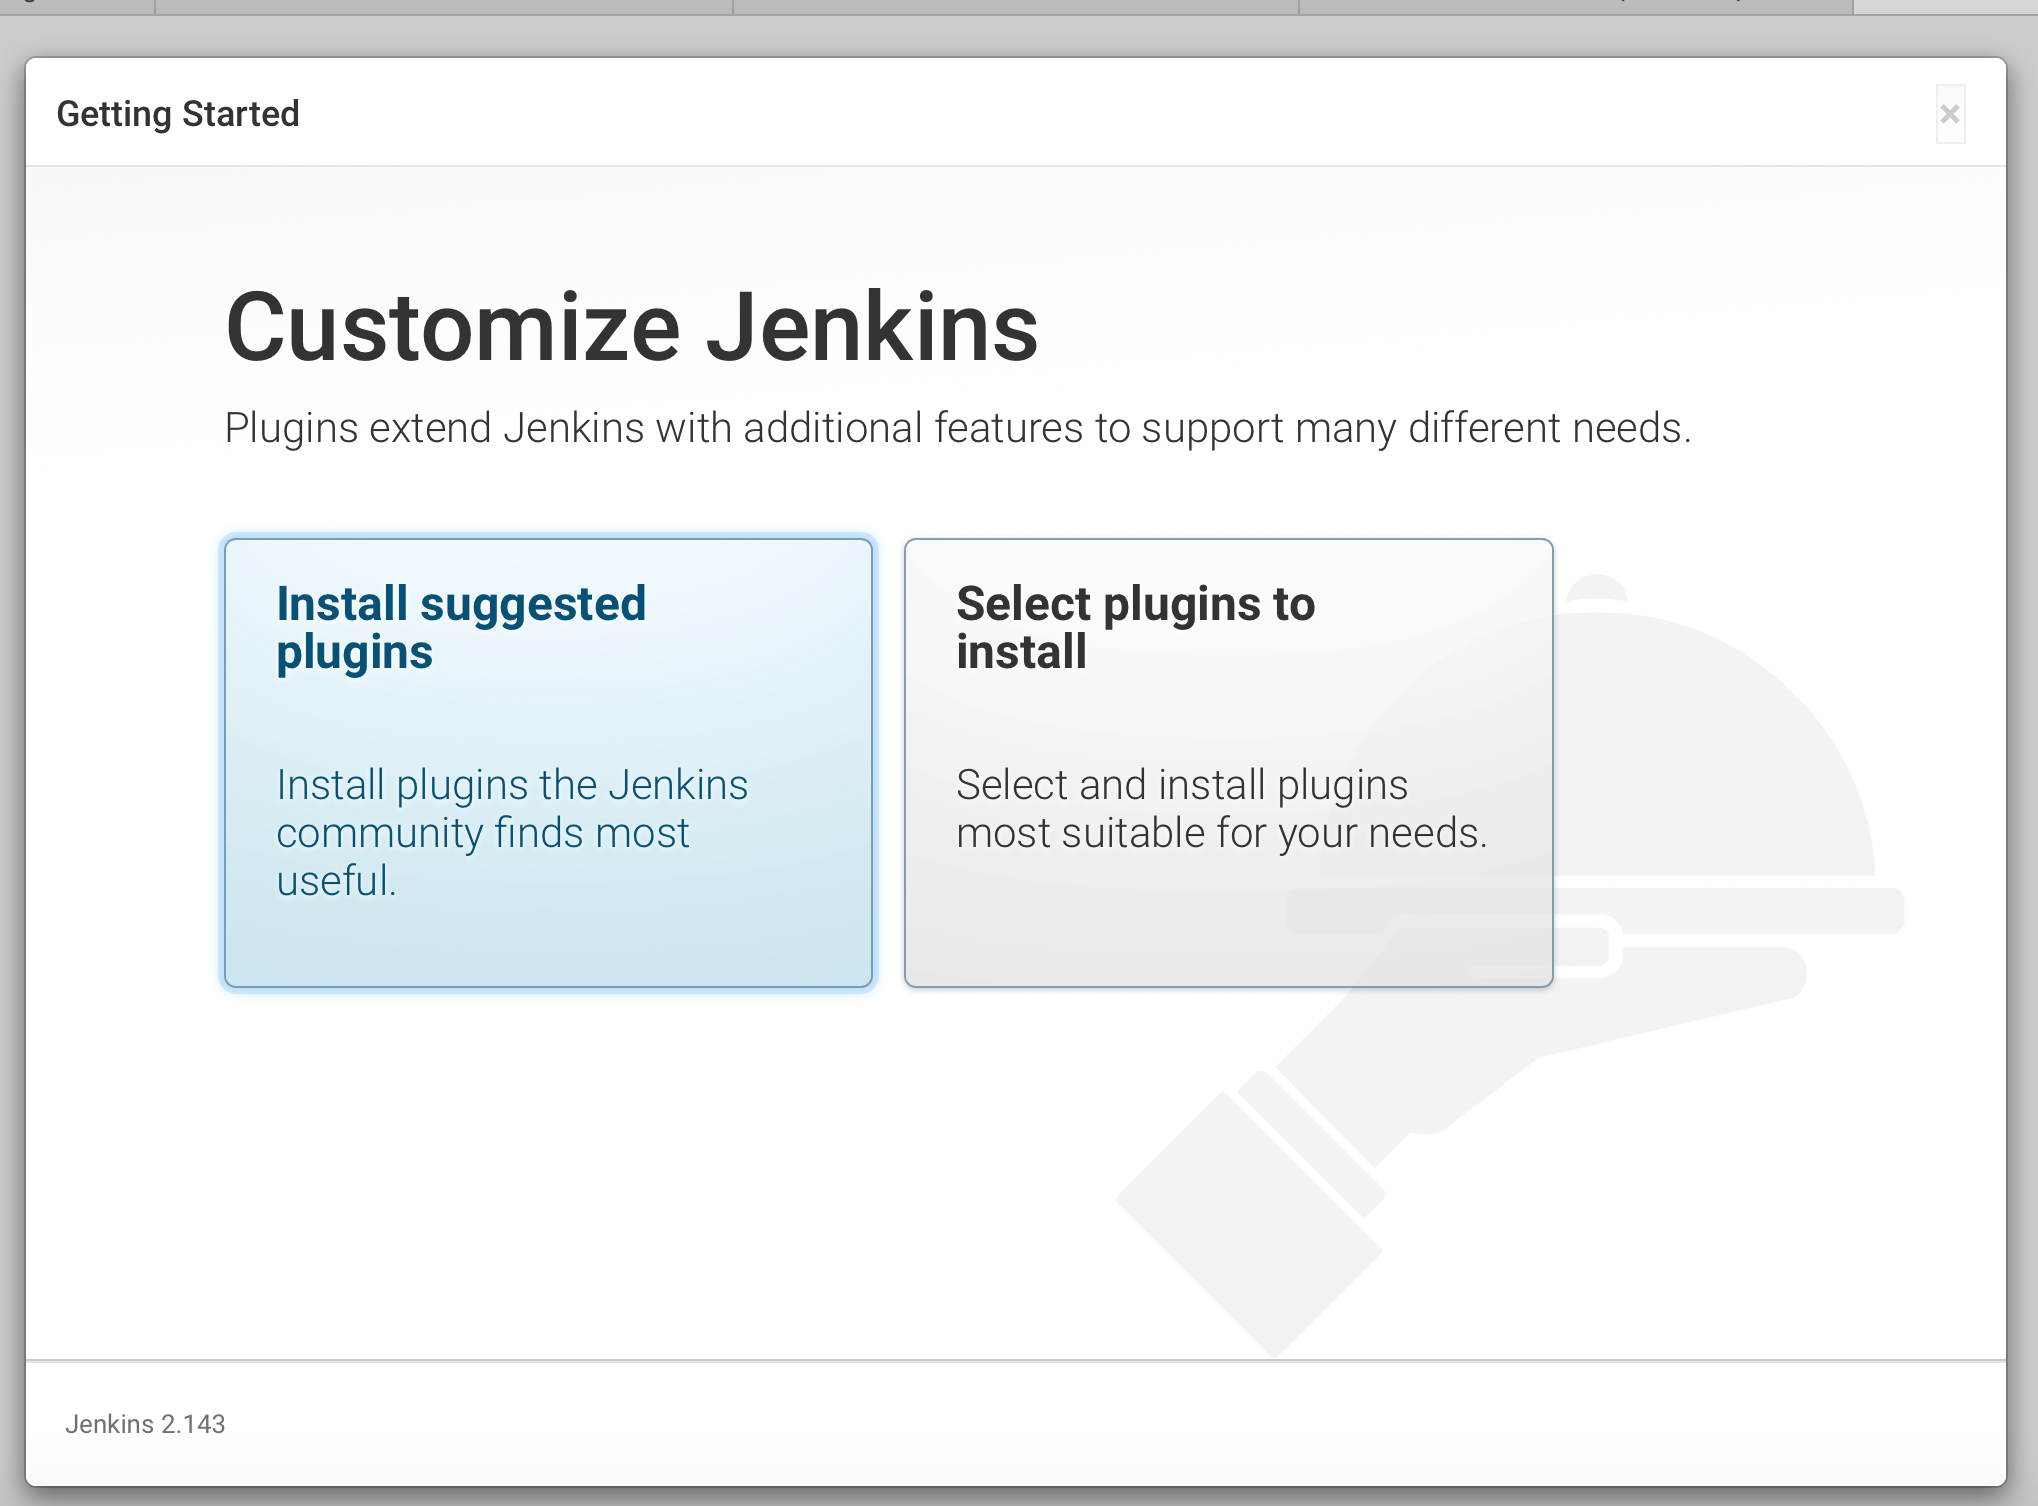 Getting Started
×
Customize Jenkins
Plugins extend Jenkins with additional features to support many different needs.
Install suggested
plugins
Install plugins the Jenkins
community finds most
useful.
Select plugins to
install
Select and install plugins
most suitable for your needs.
Jenkins 2.143